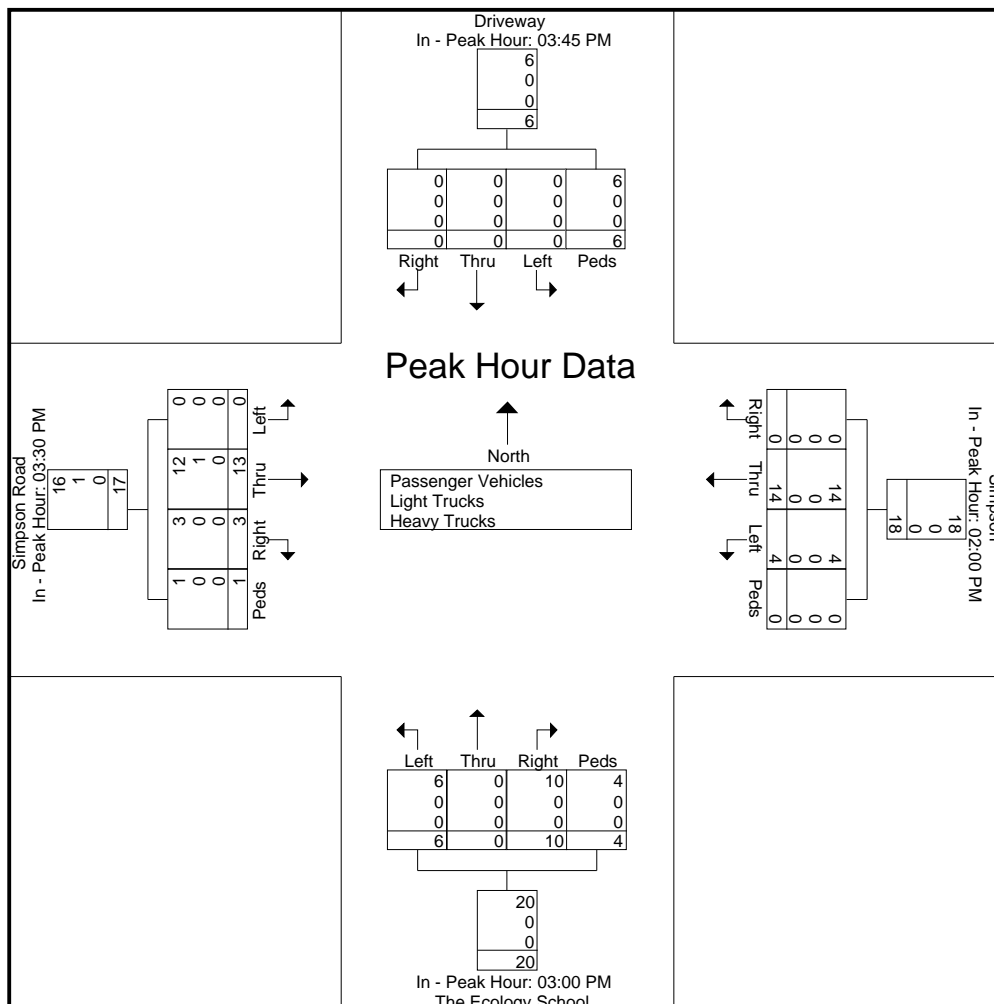 Driveway
In - Peak Hour: 03:45 PM
6
0
0
6
0 0 0 6
0 0 0 0
0 0 0 0
0 0 0 6
Right Thru Left Peds
Peak Hour Data
North
Passenger Vehicles
Light Trucks
Heavy Trucks
Simpson Road
In - Peak Hour: 03:30 PM
16
1
0
17
0 0 0 0
Left
12 1 0 13
Thru
3 0 0 3
Right
1 0 0 1
Peds
Simpson
In - Peak Hour: 02:00 PM
18
0
0
18
Right
0 0 0 0
Thru
14 0 0 14
Left
4 0 0 4
Peds
0 0 0 0
Left Thru Right Peds
6 0 10 4
0 0 0 0
0 0 0 0
6 0 10 4
20
0
0
20
In - Peak Hour: 03:00 PM
The Ecology School